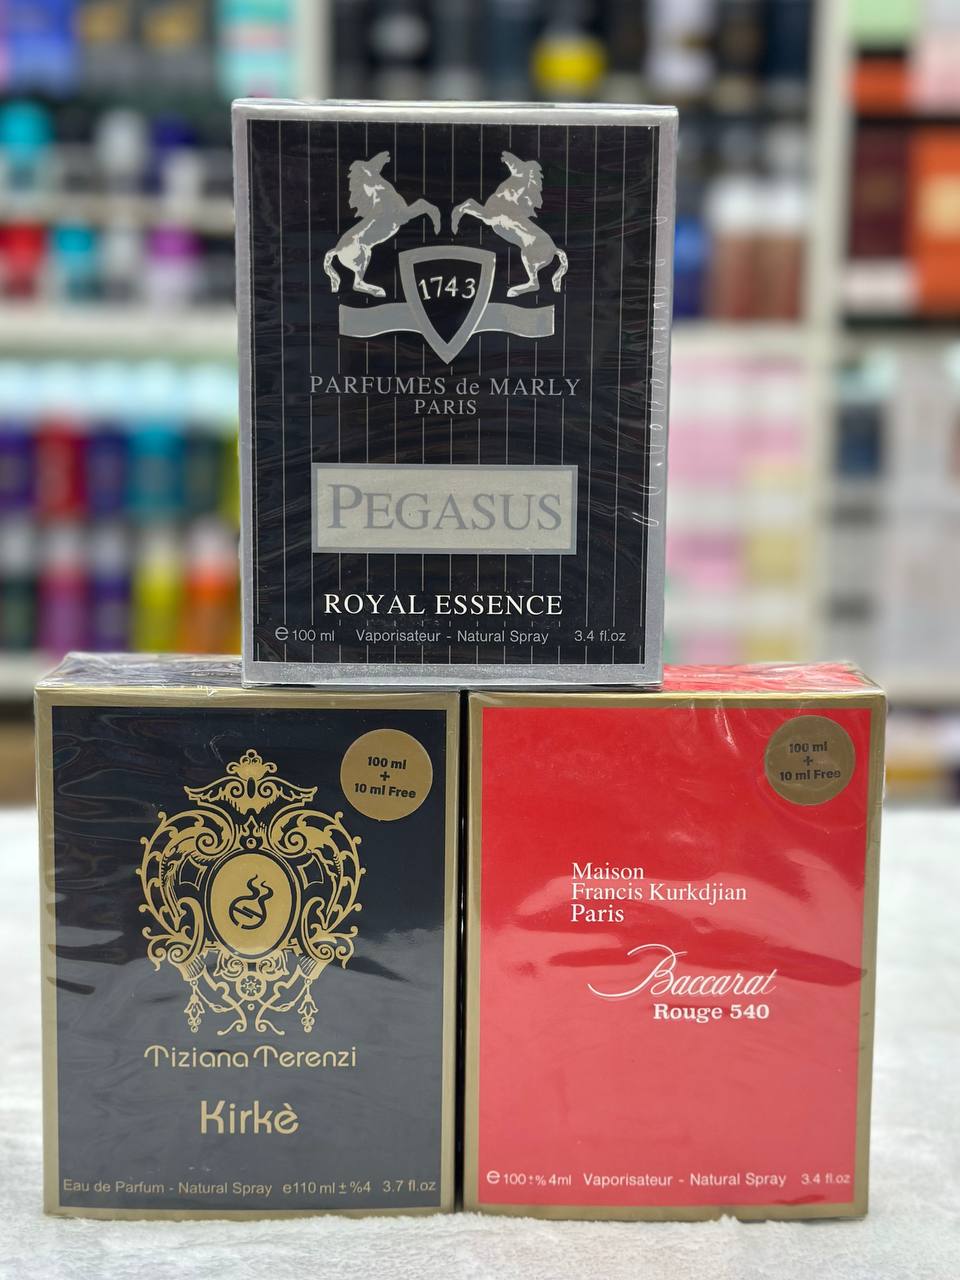 1743
PARFUMES de MARLY
PARIS
PEGASUS
ROYAL ESSENCE
e 100 ml Vaporisateur - Natural Spray 3.4 fl.oz
100 ml
+
10 ml Free
Tiziana Terenzi
Kirkè
Eau de Parfum - Natural Spray e110 ml ± %4 3.7 fl.oz
100 ml
+
10 ml Free
Maison
Francis Kurkdjian
Paris
Baccarat
Rouge 540
e 100 ± % 4ml Vaporisateur - Natural Spray 3.4 fl.oz